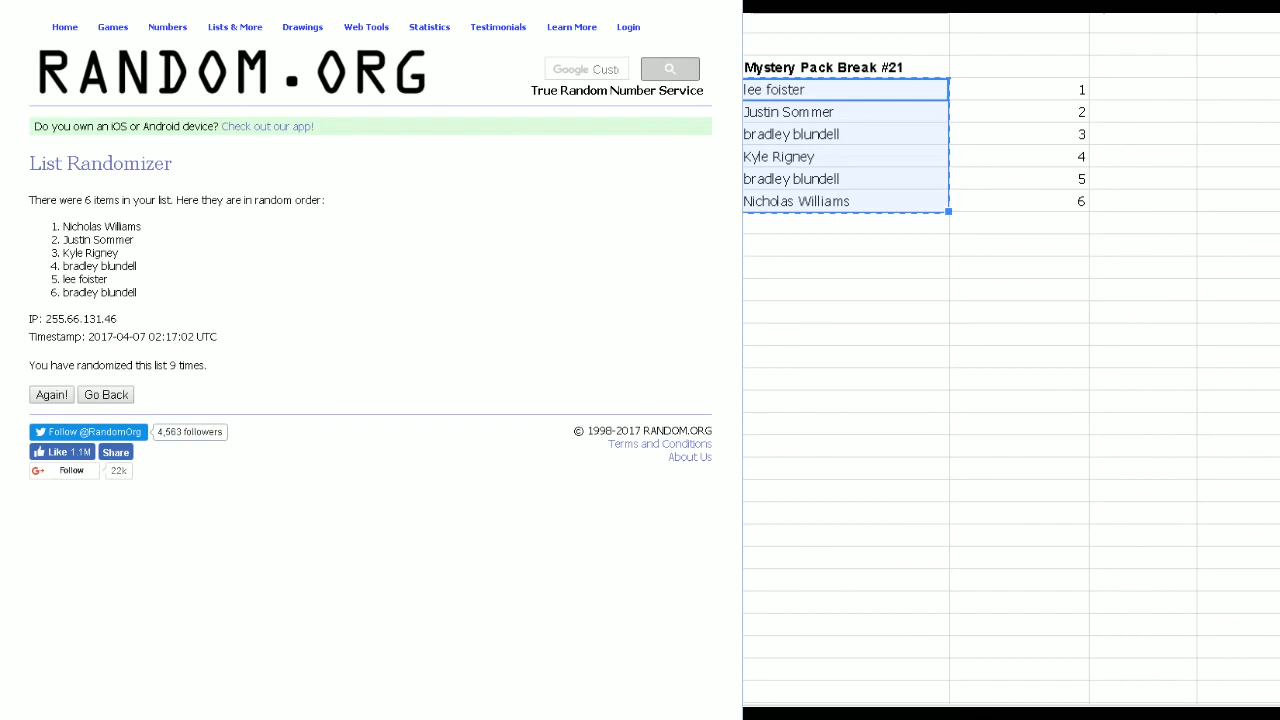 Home Games Numbers Lists & More Drawings Web Tools Statistics Testimonials Learn More Login
RANDOM.ORG
Google Cust
True Random Number Service
Do you own an iOS or Android device? Check out our app!
List Randomizer
There were 6 items in your list. Here they are in random order:
1. Nicholas Williams
2. Justin Sommer
3. Kyle Rigney
4. bradley blundell
5. lee foister
6. bradley blundell
IP: 255.66.131.46
Timestamp: 2017-04-07 02:17:02 UTC
You have randomized this list 9 times.
Again! Go Back
Follow @RandomOrg 4,563 followers
Like 1.1M Share
Follow 22k
© 1998-2017 RANDOM.ORG
Terms and Conditions
About Us
Mystery Pack Break #21
lee foister 1
Justin Sommer 2
bradley blundell 3
Kyle Rigney 4
bradley blundell 5
Nicholas Williams 6